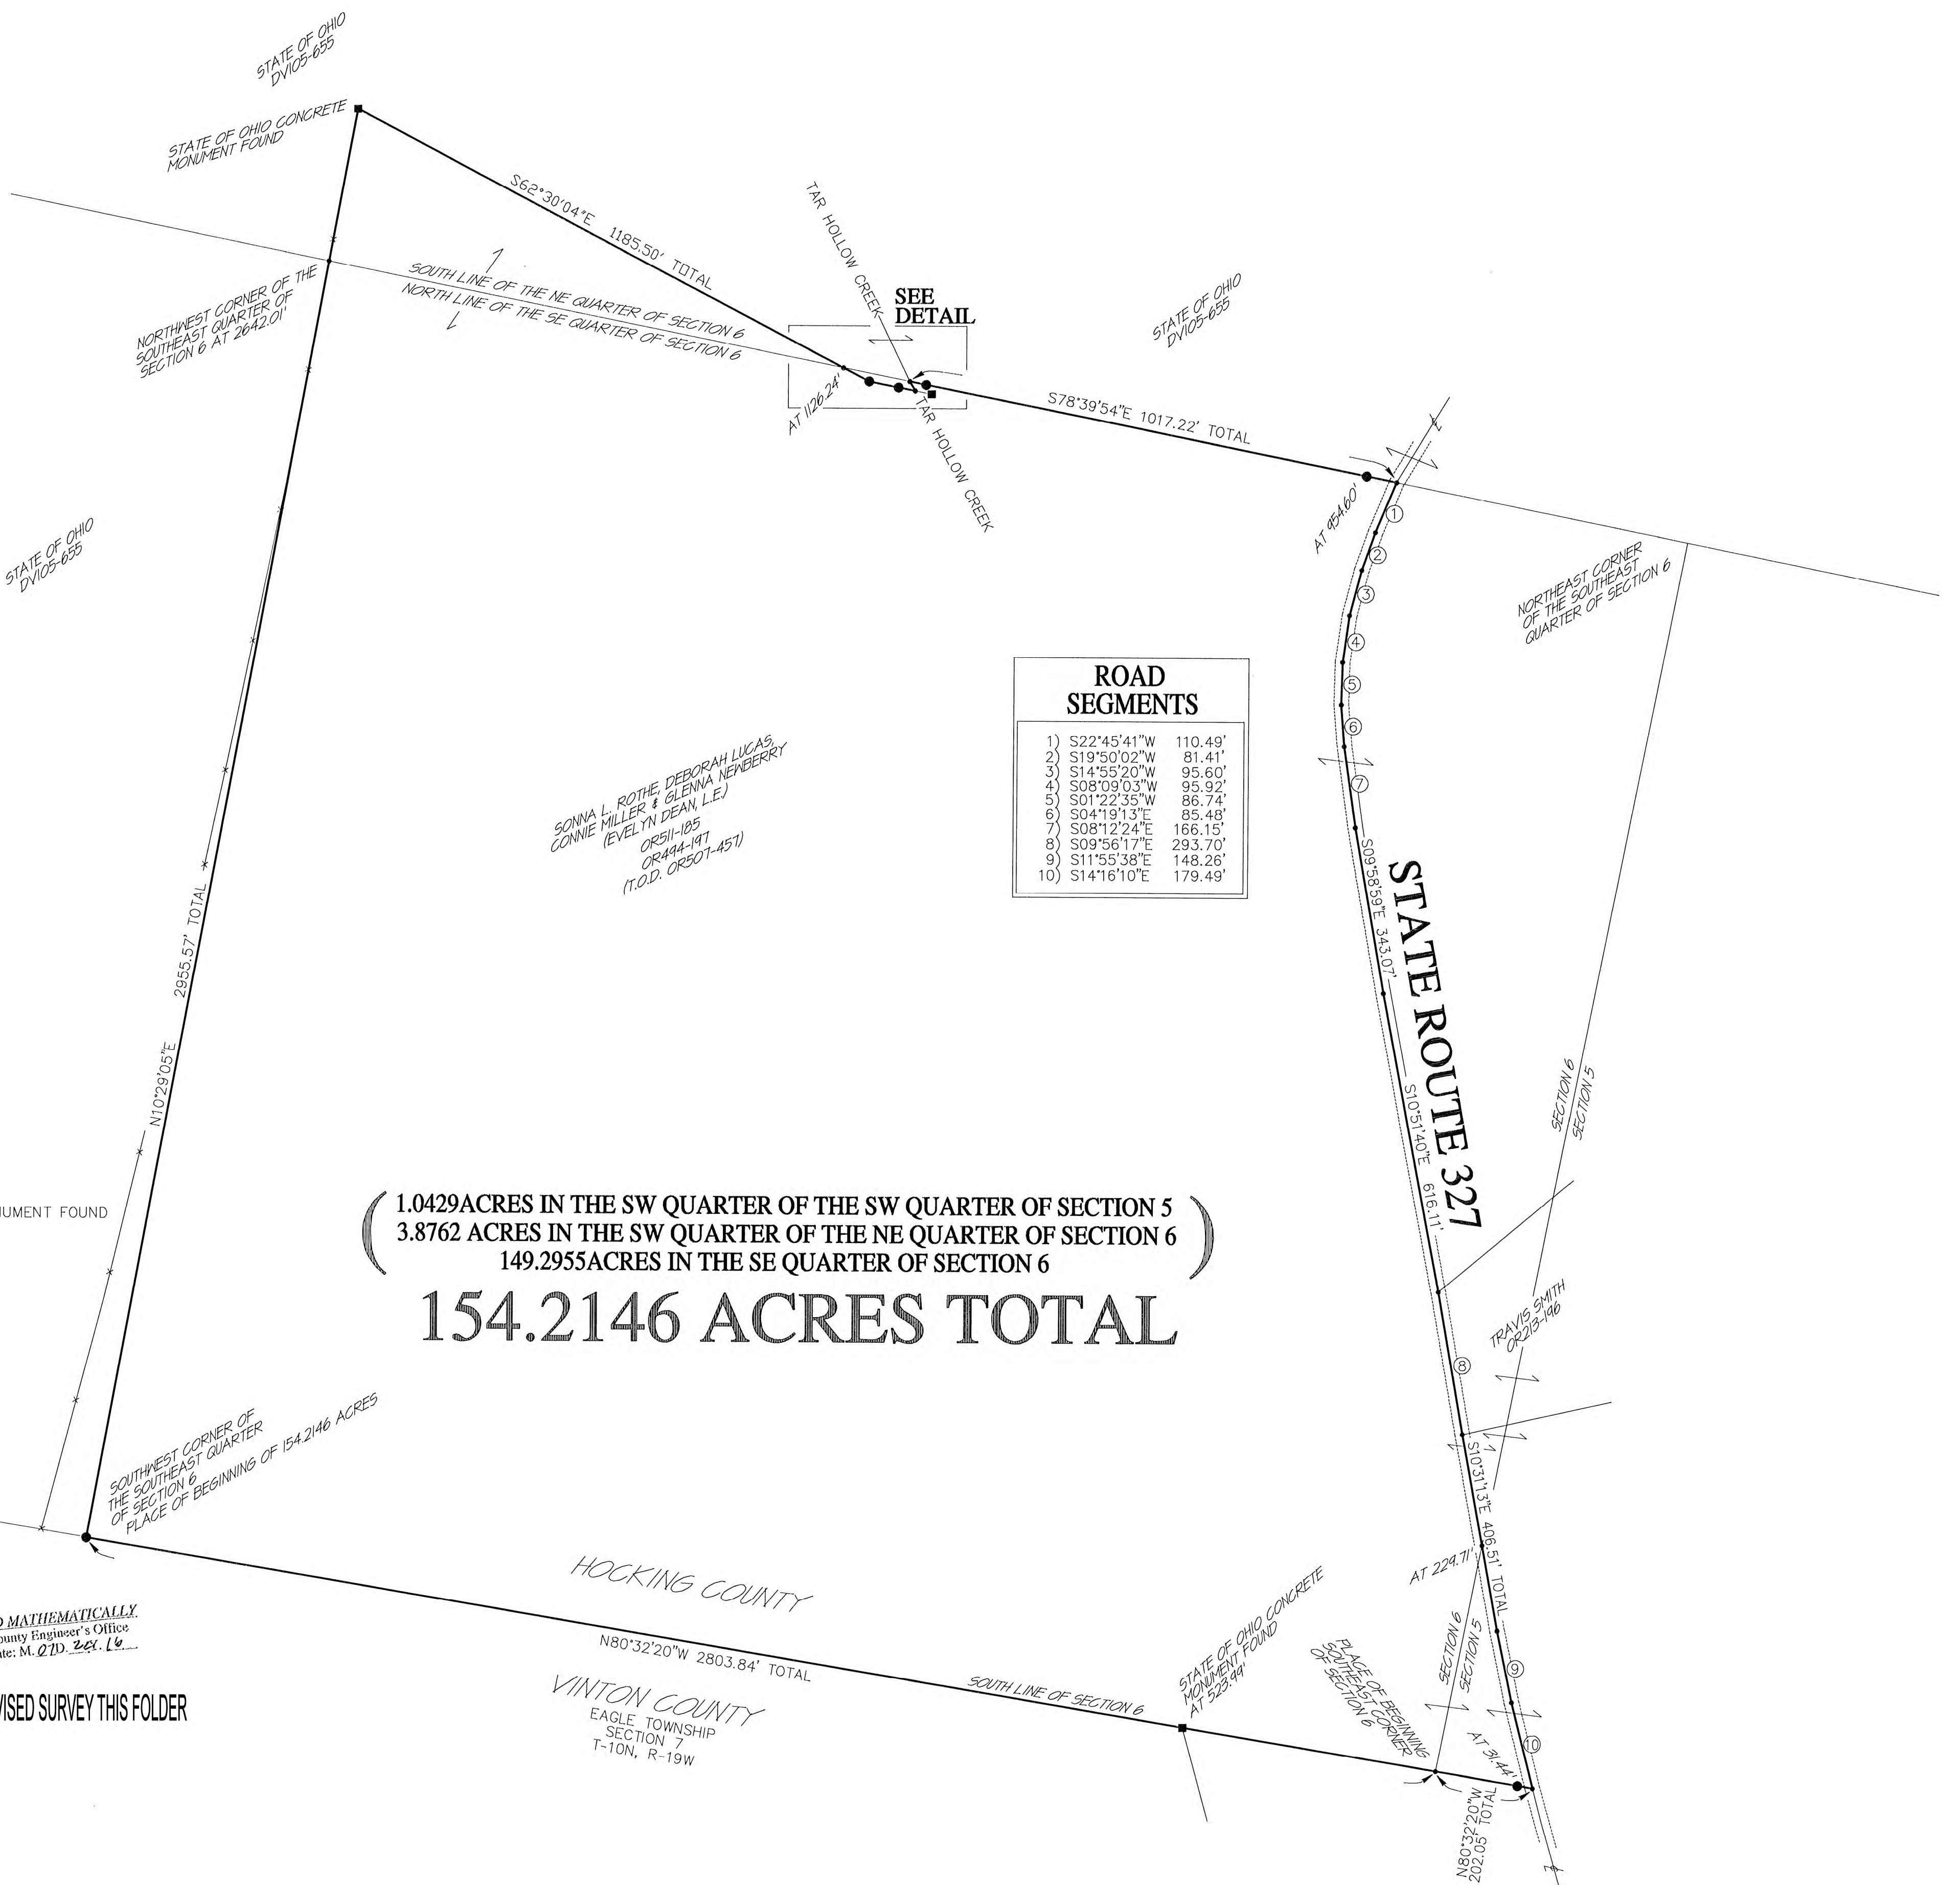 STATE OF OHIO
DV105-655
STATE OF OHIO CONCRETE
MONUMENT FOUND
S62°30'04"E 1185.50' TOTAL
TAR HOLLOW CREEK
SEE
DETAIL
STATE OF OHIO
DV105-655
NORTHWEST CORNER OF THE
SOUTHEAST QUARTER OF
SECTION 6 AT 2642.01'
SOUTH LINE OF THE NE QUARTER OF SECTION 6
NORTH LINE OF THE SE QUARTER OF SECTION 6
AT 1126.24'
TAR HOLLOW CREEK
S78°39'54"E 1017.22' TOTAL
AT 954.60'
STATE OF OHIO
DV105-655
1
2
3
4
5
6
7
NORTHEAST CORNER
OF THE SOUTHEAST
QUARTER OF SECTION 6
ROAD
SEGMENTS
1) S22°45'41"W 110.49'
2) S19°50'02"W 81.41'
3) S14°55'20"W 95.60'
4) S08°09'03"W 95.92'
5) S01°22'35"W 86.74'
6) S04°19'13"E 85.48'
7) S08°12'24"E 166.15'
8) S09°56'17"E 293.70'
9) S11°55'38"E 148.26'
10) S14°16'10"E 179.49'
SONNA L. ROTHE, DEBORAH LUCAS,
CONNIE MILLER & GLENNA NEWBERRY
(EVELYN DEAN, L.E.)
OR511-185
OR494-197
(T.O.D. OR507-457)
S09°58'59"E 343.07'
STATE ROUTE 327
N10°29'05"E 2955.57' TOTAL
S10°51'40"E 616.11'
SECTION 6
SECTION 5
UMENT FOUND
1.0429ACRES IN THE SW QUARTER OF THE SW QUARTER OF SECTION 5
3.8762 ACRES IN THE SW QUARTER OF THE NE QUARTER OF SECTION 6
149.2955ACRES IN THE SE QUARTER OF SECTION 6
154.2146 ACRES TOTAL
TRAVIS SMITH
OR213-196
8
SOUTHWEST CORNER OF
THE SOUTHEAST QUARTER
OF SECTION 6
PLACE OF BEGINNING OF 154.2146 ACRES
S10°31'13"E 406.51' TOTAL
AT 229.71'
HOCKING COUNTY
N80°32'20"W 2803.84' TOTAL
VINTON COUNTY
EAGLE TOWNSHIP
SECTION 7
T-10N, R-19W
SOUTH LINE OF SECTION 6
STATE OF OHIO CONCRETE
MONUMENT FOUND
AT 523.99'
PLACE OF BEGINNING
SOUTHEAST CORNER
OF SECTION 6
SECTION 6
SECTION 5
9
10
AT 31.44'
N80°32'20"W
202.05' TOTAL
D MATHEMATICALLY
ounty Engineer's Office
ate: M. 07D.
VISED SURVEY THIS FOLDER